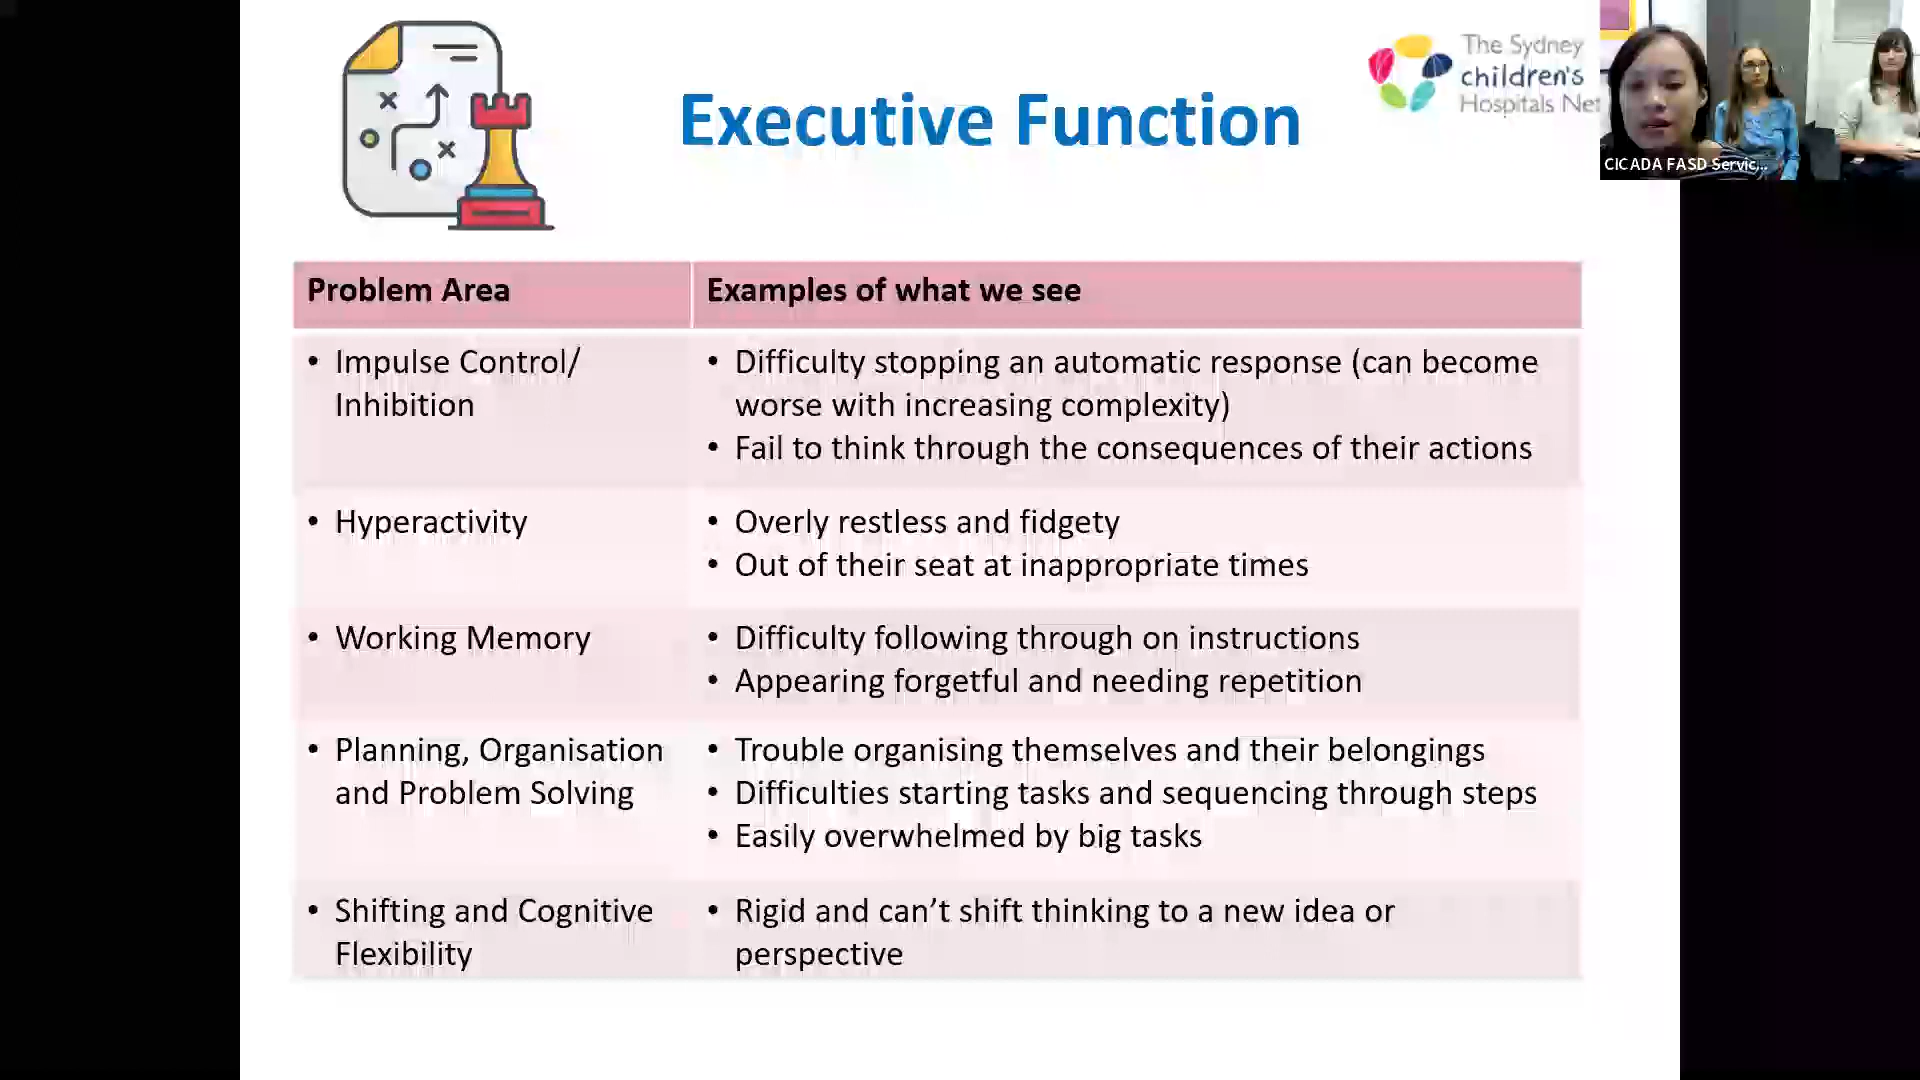 Executive Function
The Sydney
children's
Hospitals Net
CICADA FASD Servic...
Problem Area
Examples of what we see
• Impulse Control/
Inhibition
• Difficulty stopping an automatic response (can become
worse with increasing complexity)
• Fail to think through the consequences of their actions
• Hyperactivity
• Overly restless and fidgety
• Out of their seat at inappropriate times
• Working Memory
• Difficulty following through on instructions
• Appearing forgetful and needing repetition
• Planning, Organisation
and Problem Solving
• Trouble organising themselves and their belongings
• Difficulties starting tasks and sequencing through steps
• Easily overwhelmed by big tasks
• Shifting and Cognitive
Flexibility
• Rigid and can’t shift thinking to a new idea or
perspective